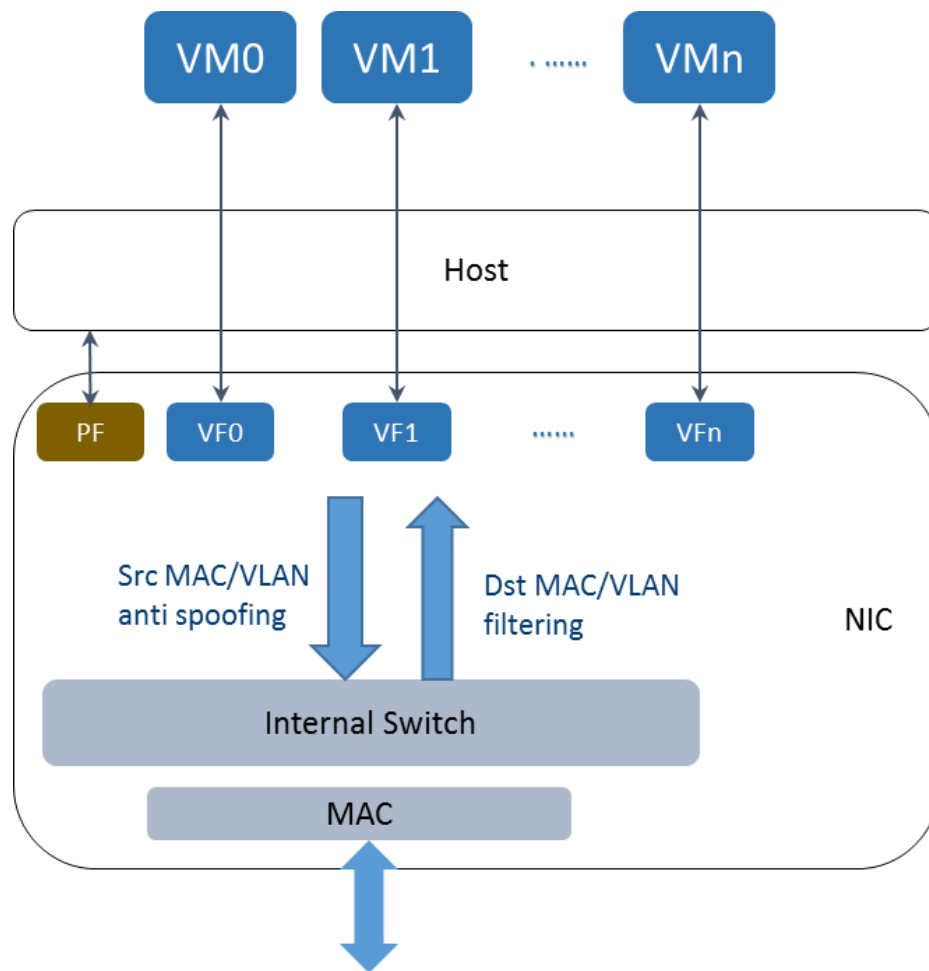 VM0
VM1
. ......
VMn
Host
PF
VF0
VF1
......
VFn
Src MAC/VLAN
anti spoofing
Dst MAC/VLAN
filtering
NIC
Internal Switch
MAC